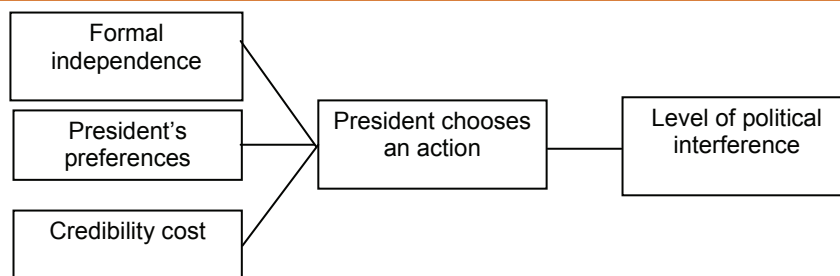 Formal
independence
President's
preferences
Credibility cost
President chooses
an action
Level of political
interference